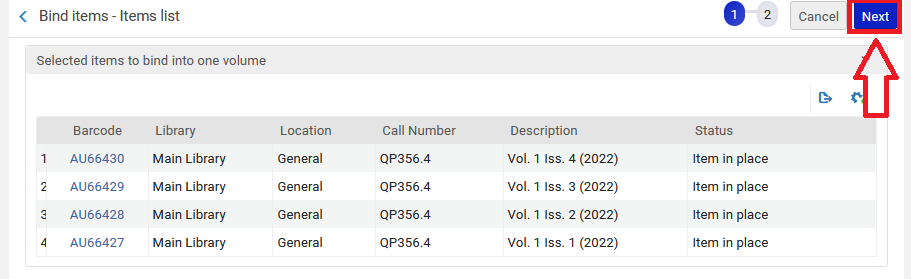 Bind items - Items list 1 2 Cancel Next
Selected items to bind into one volume
Barcode Library Location Call Number Description Status
1 AU66430 Main Library General QP356.4 Vol. 1 Iss. 4 (2022) Item in place
2 AU66429 Main Library General QP356.4 Vol. 1 Iss. 3 (2022) Item in place
3 AU66428 Main Library General QP356.4 Vol. 1 Iss. 2 (2022) Item in place
4 AU66427 Main Library General QP356.4 Vol. 1 Iss. 1 (2022) Item in place